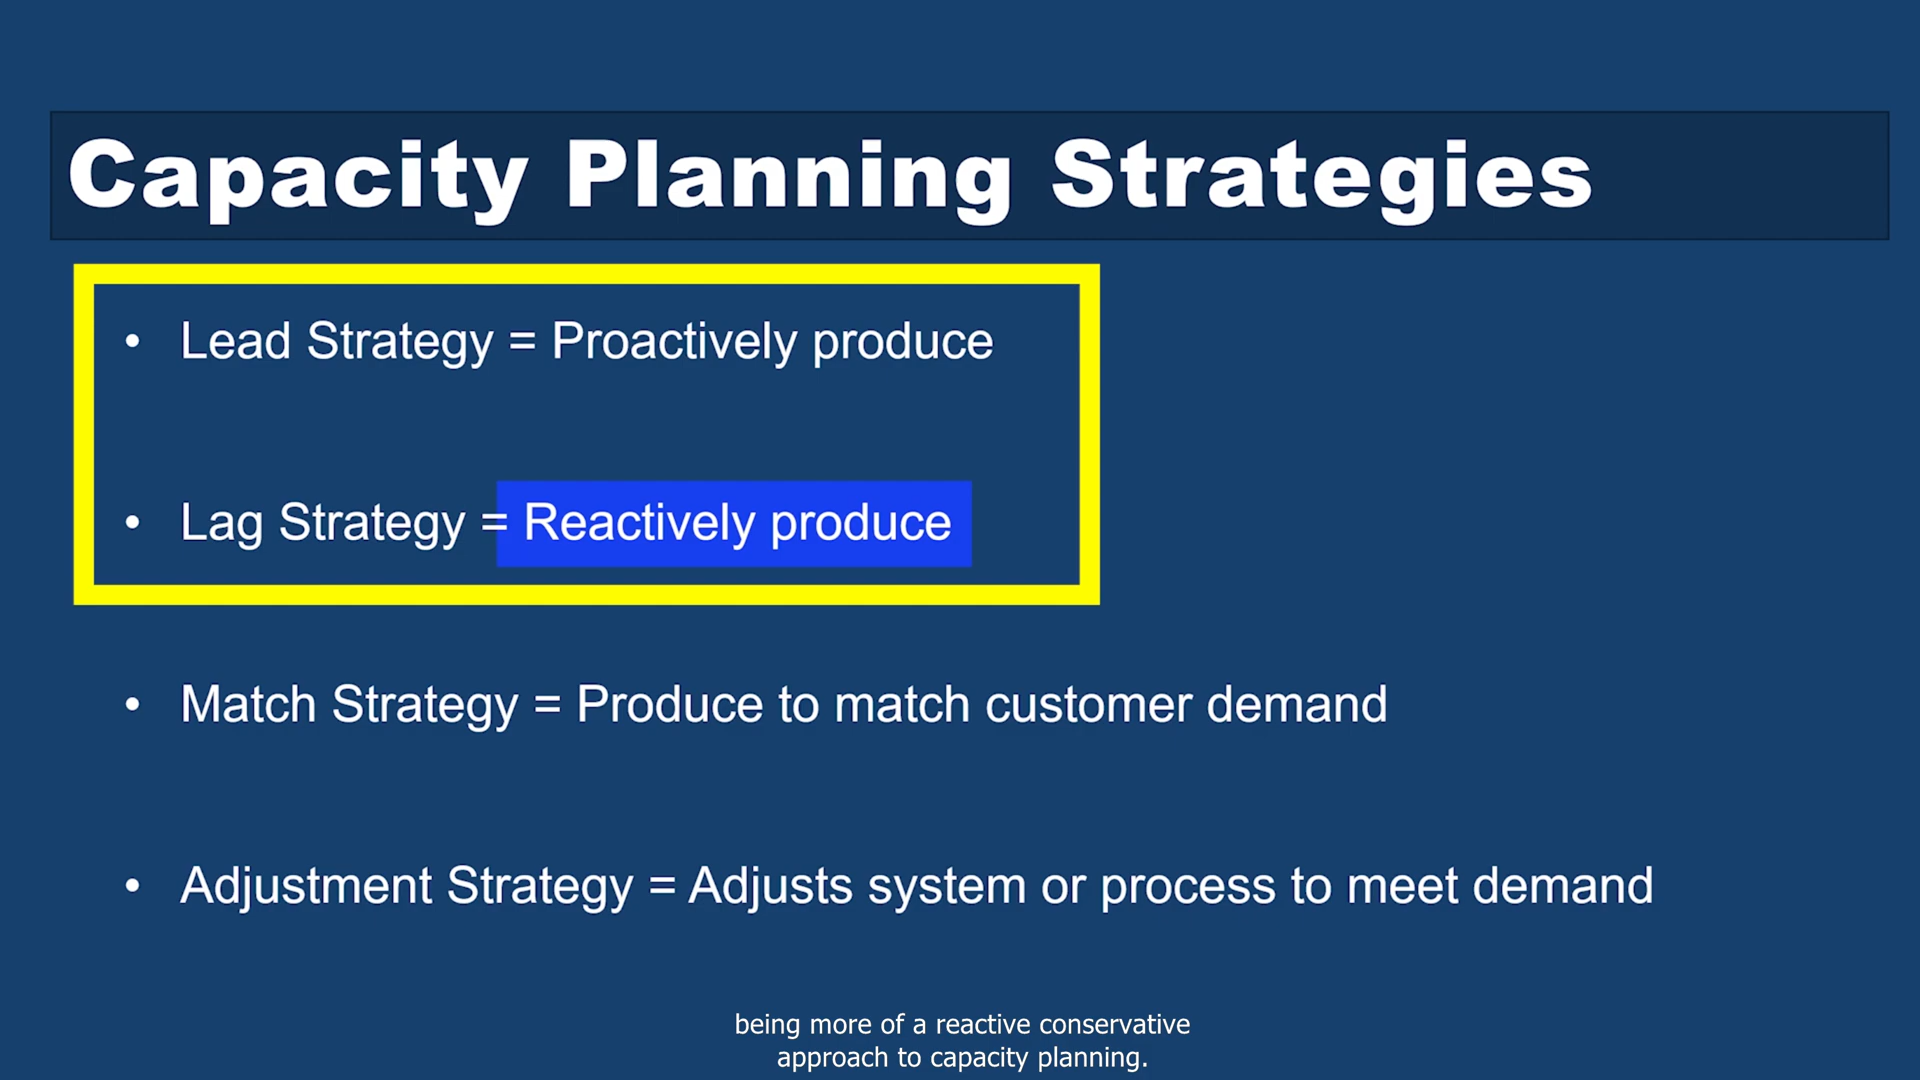 Capacity Planning Strategies
• Lead Strategy = Proactively produce
• Lag Strategy = Reactively produce
• Match Strategy = Produce to match customer demand
• Adjustment Strategy = Adjusts system or process to meet demand
being more of a reactive conservative
approach to capacity planning.